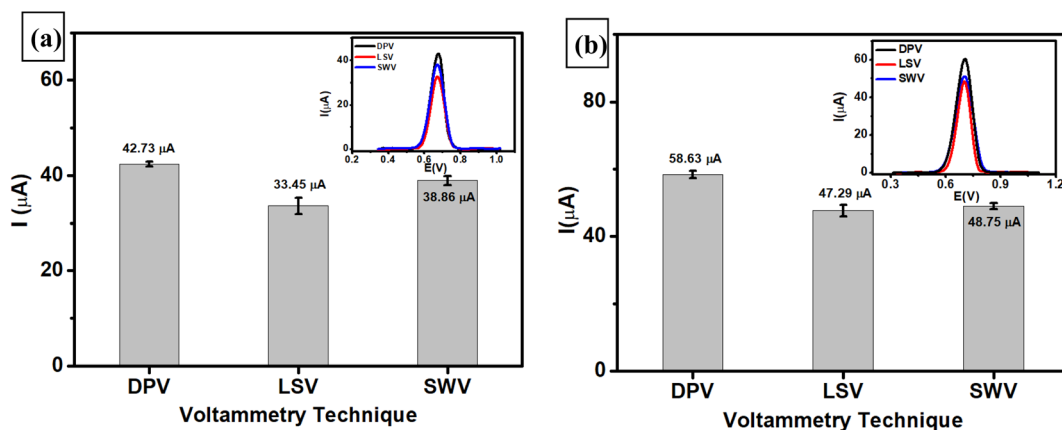 (a)
60
40
20
0
I (μA)
42.73 μA
33.45 μA
38.86 μA
DPV
LSV
SWV
Voltammetry Technique
DPV
LSV
SWV
40
20
0
I(μA)
0.2 0.4 0.6 0.8 1.0
E(V)
(b)
80
40
0
I(μA)
58.63 μA
47.29 μA
48.75 μA
DPV
LSV
SWV
Voltammetry Technique
DPV
LSV
SWV
60
40
20
0
I(μA)
0.3 0.6 0.9 1.2
E(V)